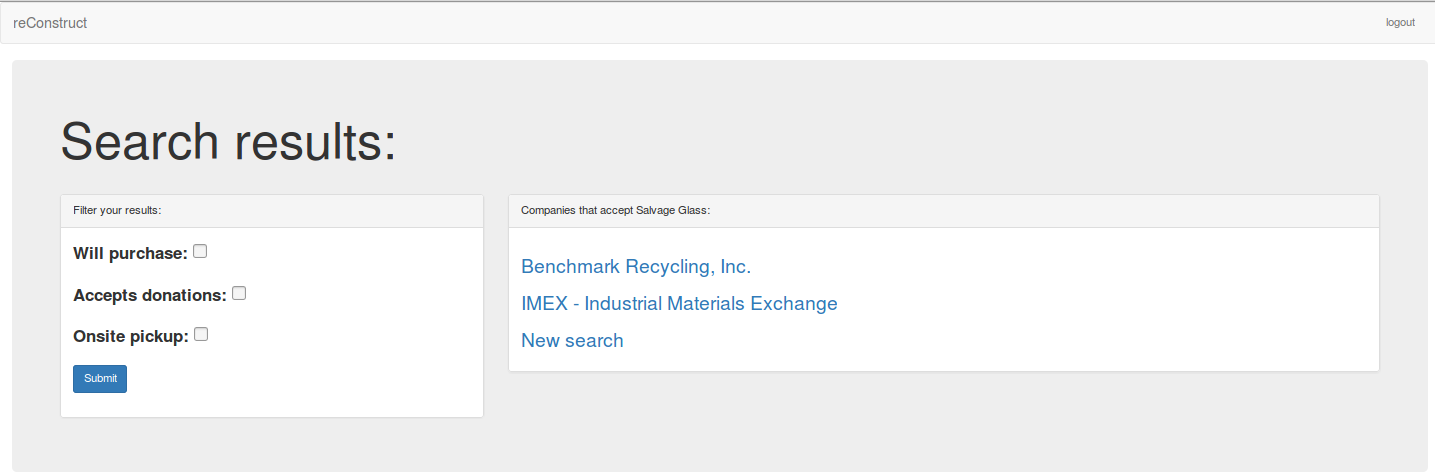 reConstruct
logout
Search results:
Filter your results:
Will purchase:
Accepts donations:
Onsite pickup:
Submit
Companies that accept Salvage Glass:
Benchmark Recycling, Inc.
IMEX - Industrial Materials Exchange
New search